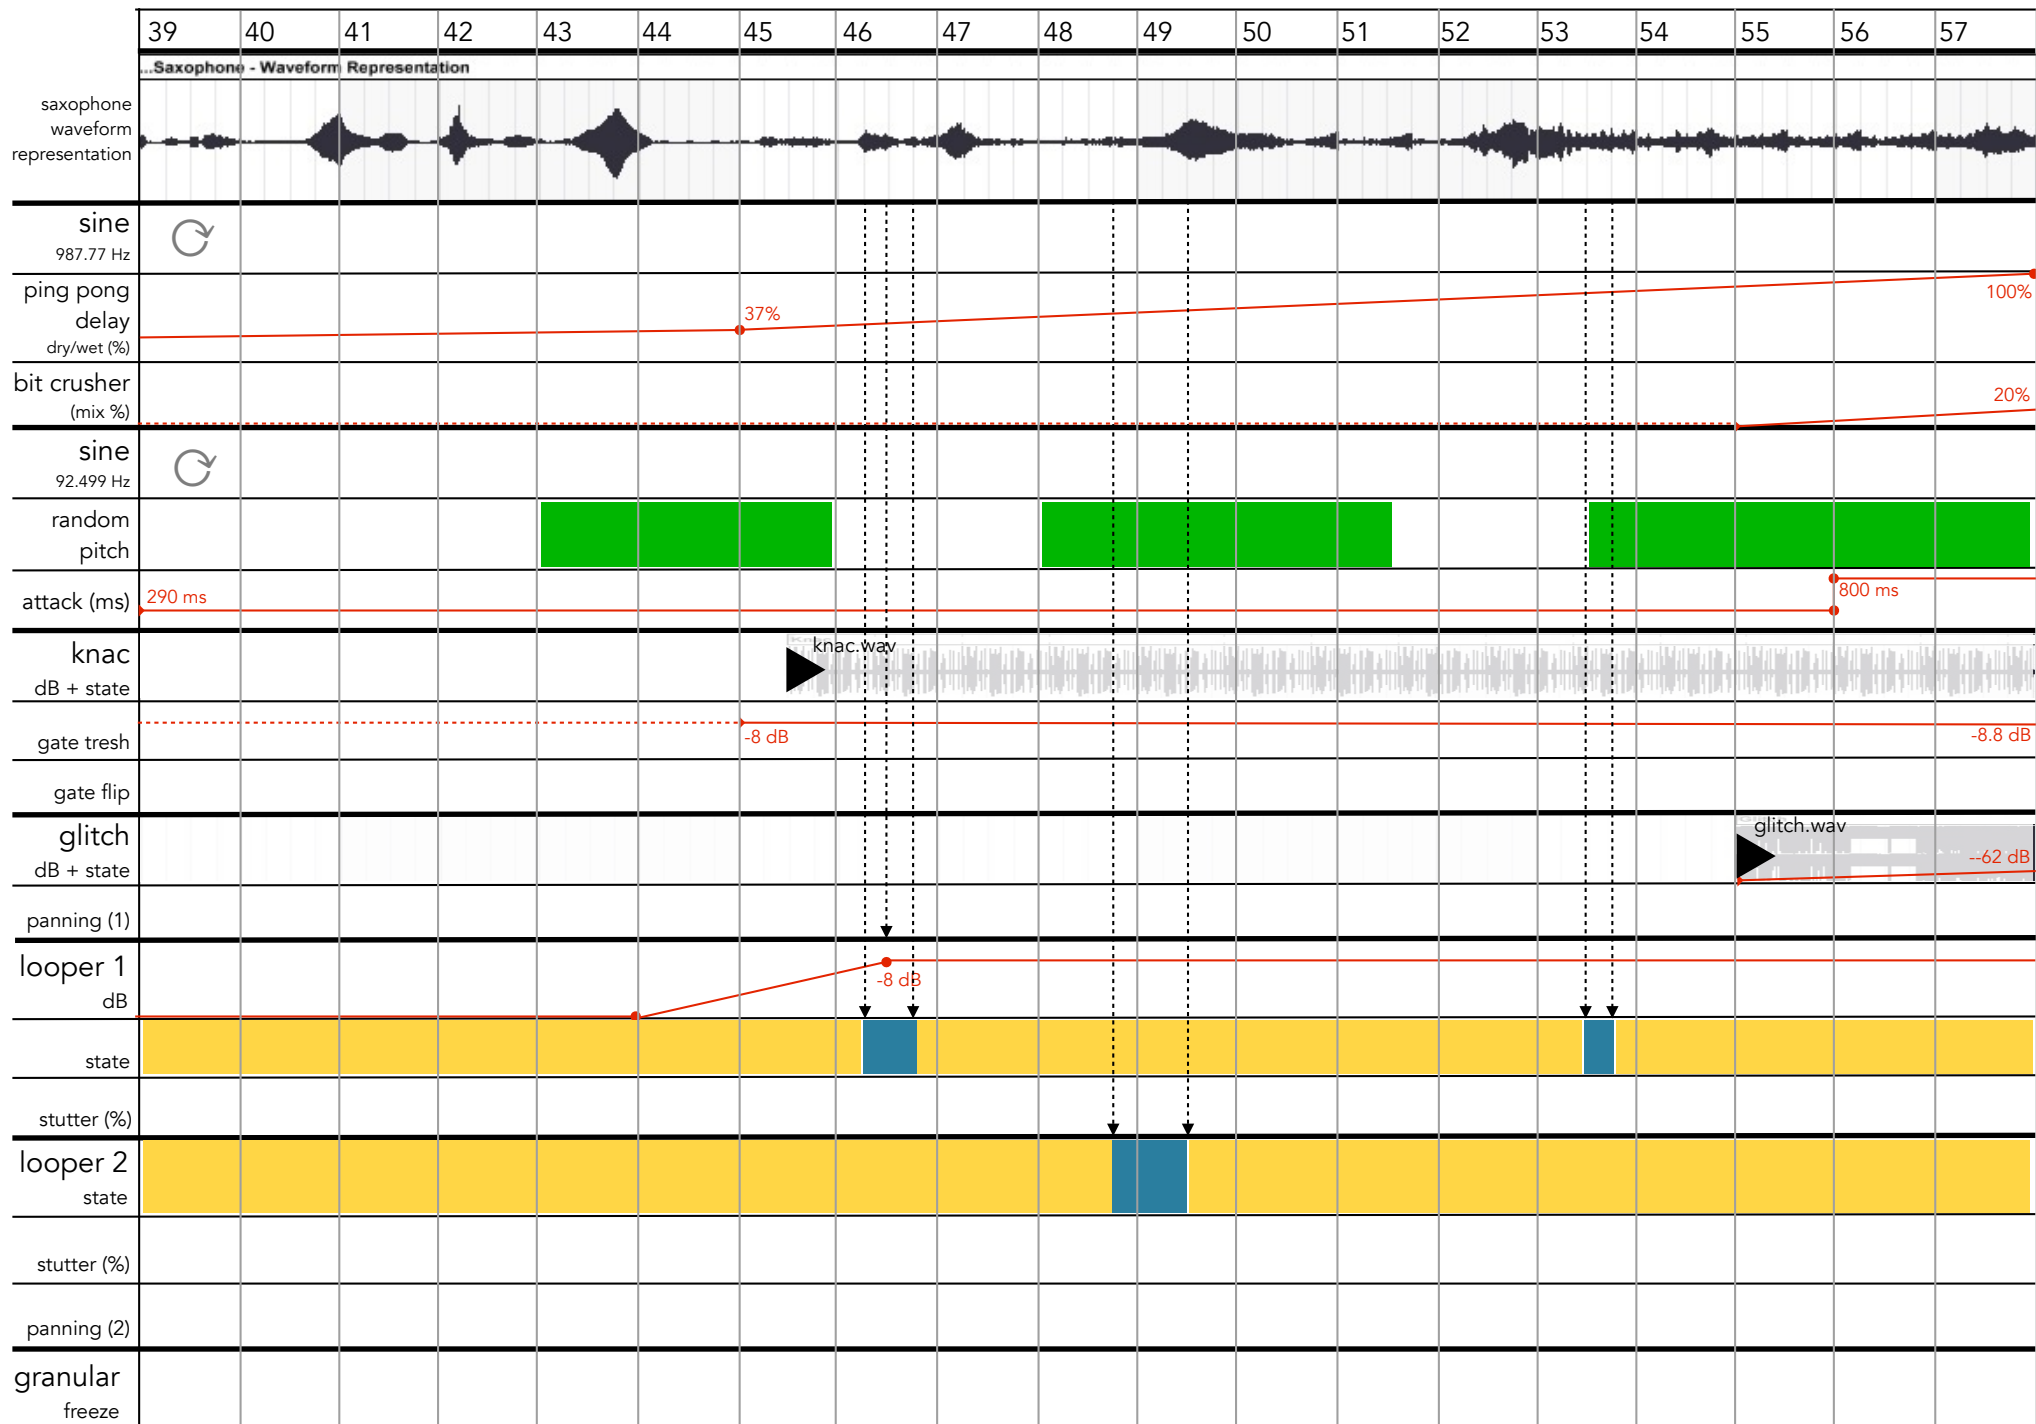 39 40 41 42 43 44 45 46 47 48 49 50 51 52 53 54 55 56 57
...Saxophone - Waveform Representation
saxophone
waveform
representation
sine
987.77 Hz
ping pong
delay
dry/wet (%)
37%
100%
bit crusher
(mix %)
20%
sine
92.499 Hz
random
pitch
attack (ms)
290 ms
800 ms
knac
dB + state
knac.wav
gate tresh
-8 dB
-8.8 dB
gate flip
glitch
dB + state
glitch.wav
--62 dB
panning (1)
looper 1
dB
-8 dB
state
stutter (%)
looper 2
state
stutter (%)
panning (2)
granular
freeze